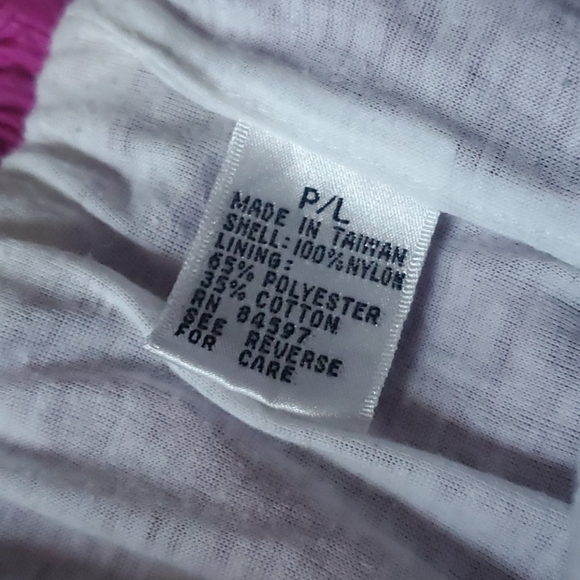 P/L
MADE IN TAIWAN
SHELL: 100% NYLON
LINING:
65% POLYESTER
35% COTTON
RN 84597
SEE REVERSE
FOR CARE